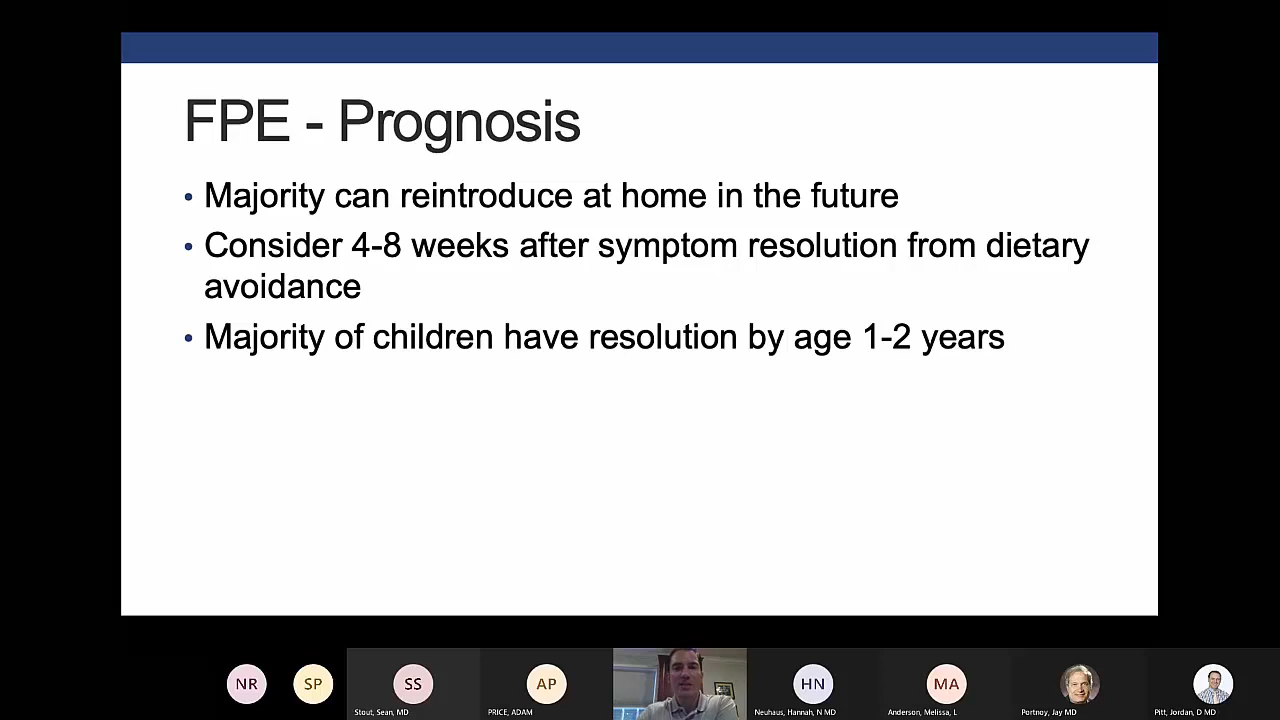 FPE - Prognosis
• Majority can reintroduce at home in the future
• Consider 4-8 weeks after symptom resolution from dietary
avoidance
• Majority of children have resolution by age 1-2 years
NR
SP
SS
AP
HN
MA
Stout, Sean, MD
PRICE, ADAM
Neuhaus, Hannah, N MD
Anderson, Melissa, L
Portnoy, Jay MD
Pitt, Jordan, D MD